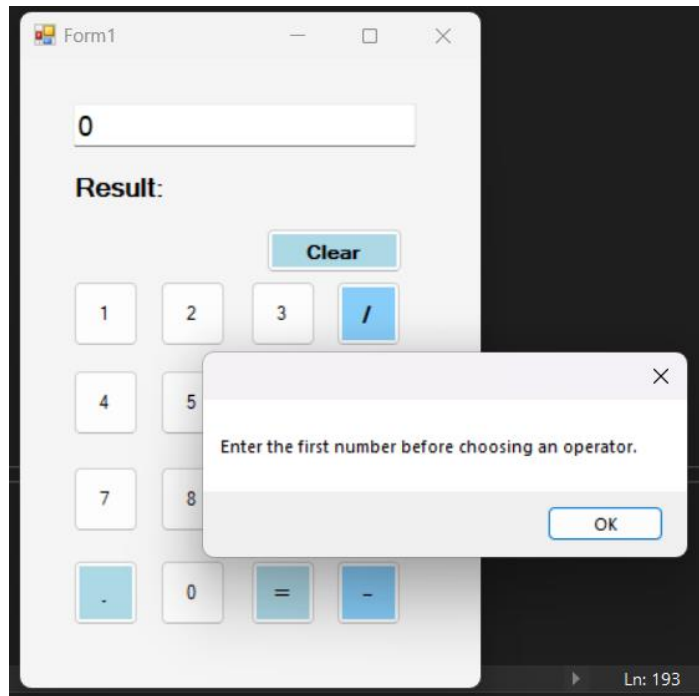 Form1
0
Result:
Clear
1 2 3 /
4 5
Enter the first number before choosing an operator.
7 8
OK
. 0 = -
Ln: 193